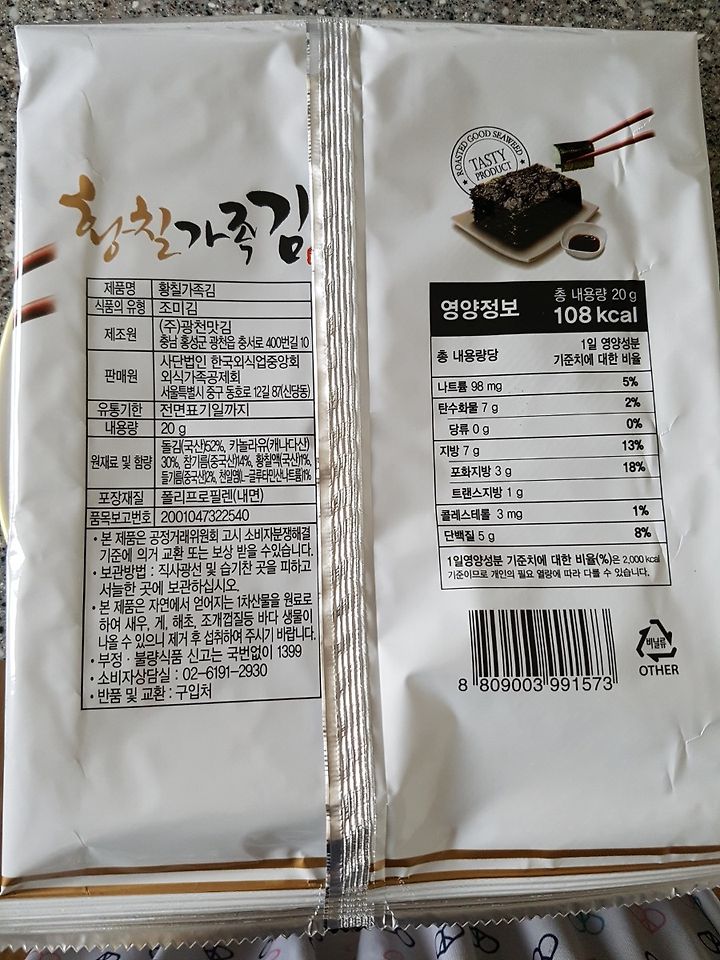 황칠가족김
제품명 황칠가족김
식품의 유형 조미김
제조원 (주)광천맛김
충남 홍성군 광천읍 충서로 400번길 10
판매원 사단법인 한국외식업중앙회
외식가족공제회
서울특별시 중구 동호로 12길 87(신당동)
유통기한 전면표기일까지
내용량 20 g
원재료 및 함량 돌김(국산)52%, 카놀라유(캐나다산)
30%, 참기름(중국산)14%, 황칠액(국산)1%,
들기름(중국산)2%, 천일염(L-글루타민산나트륨)1%
포장재질 폴리프로필렌(내면)
품목보고번호 2001047322540
• 본 제품은 공정거래위원회 고시 소비자분쟁해결
기준에 의거 교환 또는 보상 받을 수있습니다.
• 보관방법 : 직사광선 및 습기찬 곳을 피하고
서늘한 곳에 보관하십시오.
• 본 제품은 자연에서 얻어지는 1차산물을 원료로
하여 새우, 게, 해초, 조개껍질등 바다 생물이
나올 수 있으니 제거 후 섭취하여 주시기 바랍니다.
• 부정 · 불량식품 신고는 국번없이 1399
• 소비자상담실 : 02-6191-2930
• 반품 및 교환 : 구입처
ROASTED GOOD SEAWEED
TASTY
PRODUCT
영양정보 총 내용량 20 g
108 kcal
총 내용량당 1일 영양성분
기준치에 대한 비율
나트륨 98 mg 5%
탄수화물 7 g 2%
당류 0 g 0%
지방 7 g 13%
포화지방 3 g 18%
트랜스지방 1 g
콜레스테롤 3 mg 1%
단백질 5 g 8%
1일영양성분 기준치에 대한 비율(%)은 2,000 kcal
기준이므로 개인의 필요 열량에 따라 다를 수 있습니다.
8 809003 991573
비닐류
OTHER